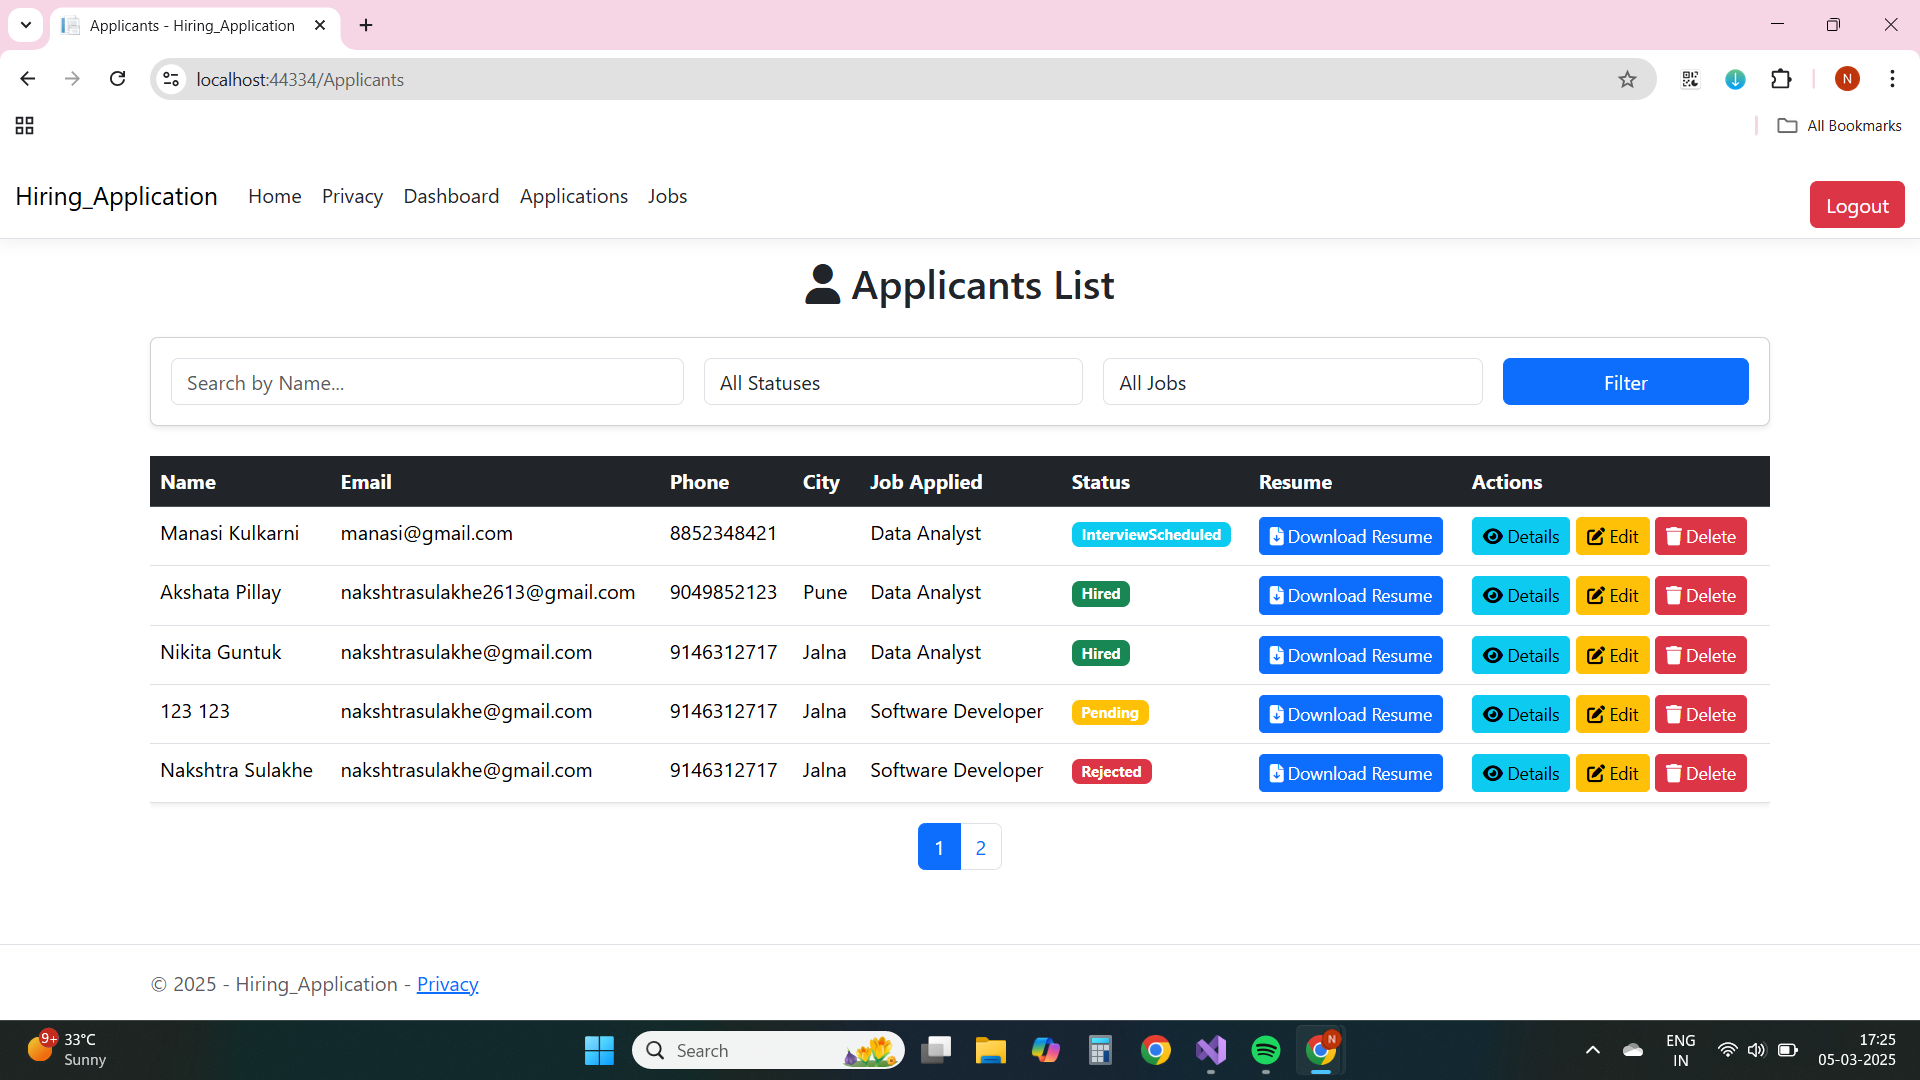 Applicants - Hiring_Application
localhost:44334/Applicants
N
All Bookmarks
Hiring_Application Home Privacy Dashboard Applications Jobs Logout
Applicants List
Search by Name... All Statuses All Jobs Filter
Name Email Phone City Job Applied Status Resume Actions
Manasi Kulkarni manasi@gmail.com 8852348421 Data Analyst InterviewScheduled Download Resume Details Edit Delete
Akshata Pillay nakshtrasulakhe2613@gmail.com 9049852123 Pune Data Analyst Hired Download Resume Details Edit Delete
Nikita Guntuk nakshtrasulakhe@gmail.com 9146312717 Jalna Data Analyst Hired Download Resume Details Edit Delete
123 123 nakshtrasulakhe@gmail.com 9146312717 Jalna Software Developer Pending Download Resume Details Edit Delete
Nakshtra Sulakhe nakshtrasulakhe@gmail.com 9146312717 Jalna Software Developer Rejected Download Resume Details Edit Delete
1 2
© 2025 - Hiring_Application - Privacy
9+ 33°C
Sunny
Search
N
ENG
IN
17:25
05-03-2025